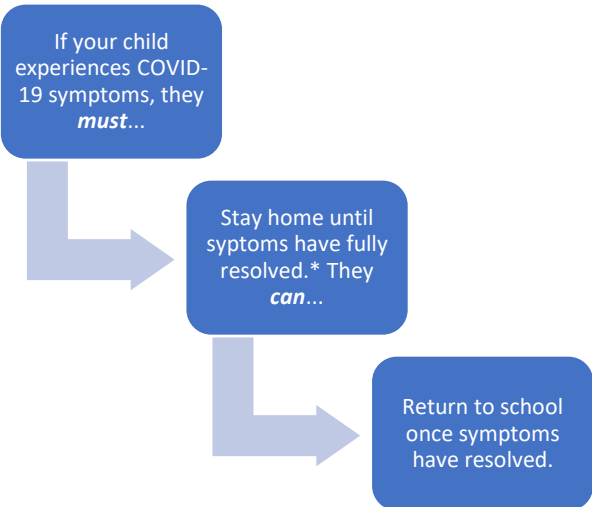 If your child
experiences COVID-
19 symptoms, they
must...
Stay home until
syptoms have fully
resolved.* They
can...
Return to school
once symptoms
have resolved.